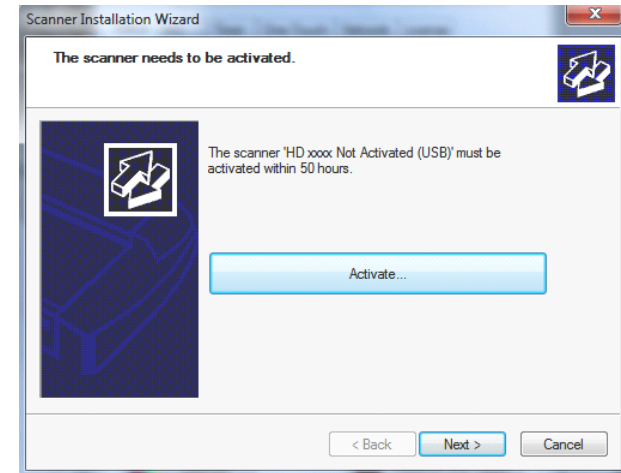 Scanner Installation Wizard
The scanner needs to be activated.
The scanner 'HD xxxx Not Activated (USB)' must be
activated within 50 hours.
Activate...
< Back Next > Cancel